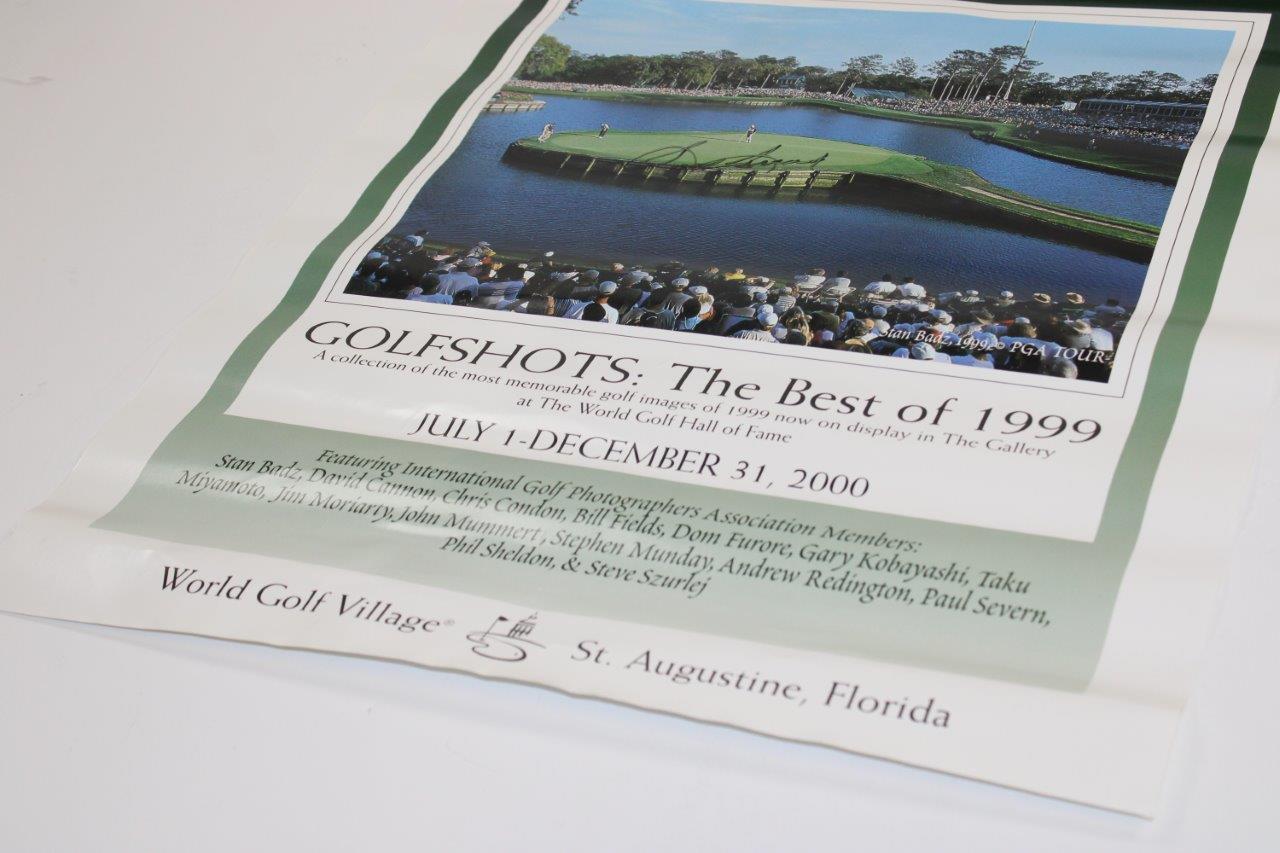 Stan Badz, 1999, © PGA TOUR
GOLFSHOTS: The Best of 1999
A collection of the most memorable golf images of 1999 now on display in The Gallery
at The World Golf Hall of Fame
JULY 1-DECEMBER 31, 2000
Featuring International Golf Photographers Association Members:
Stan Badz, David Cannon, Chris Condon, Bill Fields, Dom Furore, Gary Kobayashi, Taku
Miyamoto, Jim Moriarty, John Mummert, Stephen Munday, Andrew Redington, Paul Severn,
Phil Sheldon, & Steve Szurlej
World Golf Village® St. Augustine, Florida